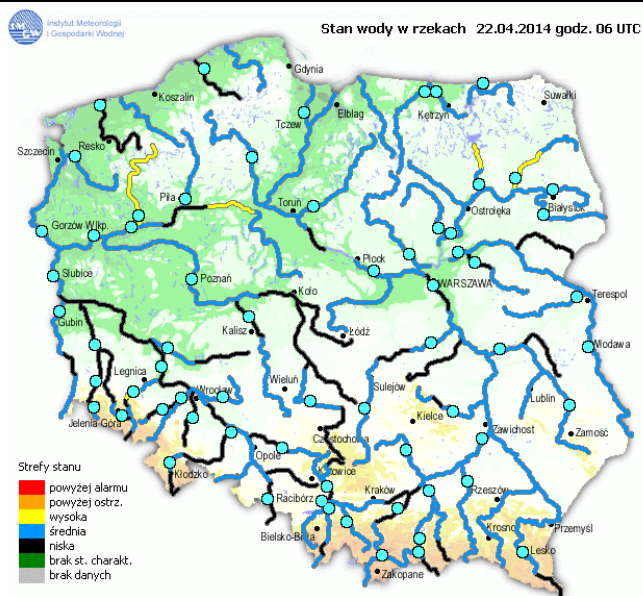 Instytut Meteorologii
i Gospodarki Wodnej
Stan wody w rzekach 22.04.2014 godz. 06 UTC
Gdynia
Koszalin
Suwałki
Tczew
Elbląg
Kętrzyn
Szczecin
Resko
Piła
Toruń
Ostrołęka
Białystok
Gorzów Wlkp.
Płock
Słubice
Poznań
Koło
WARSZAWA
Terespol
Gubin
Kalisz
Łódź
Włodawa
Legnica
Wrocław
Wieluń
Sulejów
Lublin
Jelenia Góra
Kielce
Zawichost
Zamość
Częstochowa
Opole
Kłodzko
Katowice
Racibórz
Kraków
Rzeszów
Bielsko-Biała
Krosno
Przemyśl
Lesko
Zakopane
Strefy stanu
powyżej alarmu
powyżej ostrz.
wysoka
średnia
niska
brak st. charakt.
brak danych